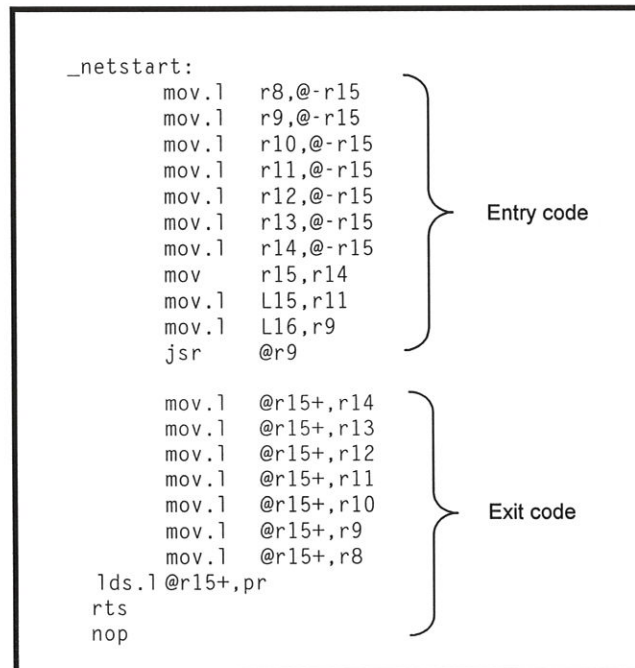 _netstart:
mov.l r8,@-r15
mov.l r9,@-r15
mov.l r10,@-r15
mov.l r11,@-r15
mov.l r12,@-r15
mov.l r13,@-r15
mov.l r14,@-r15
mov r15,r14
mov.l L15,r11
mov.l L16,r9
jsr @r9
Entry code
mov.l @r15+,r14
mov.l @r15+,r13
mov.l @r15+,r12
mov.l @r15+,r11
mov.l @r15+,r10
mov.l @r15+,r9
mov.l @r15+,r8
lds.l @r15+,pr
rts
nop
Exit code